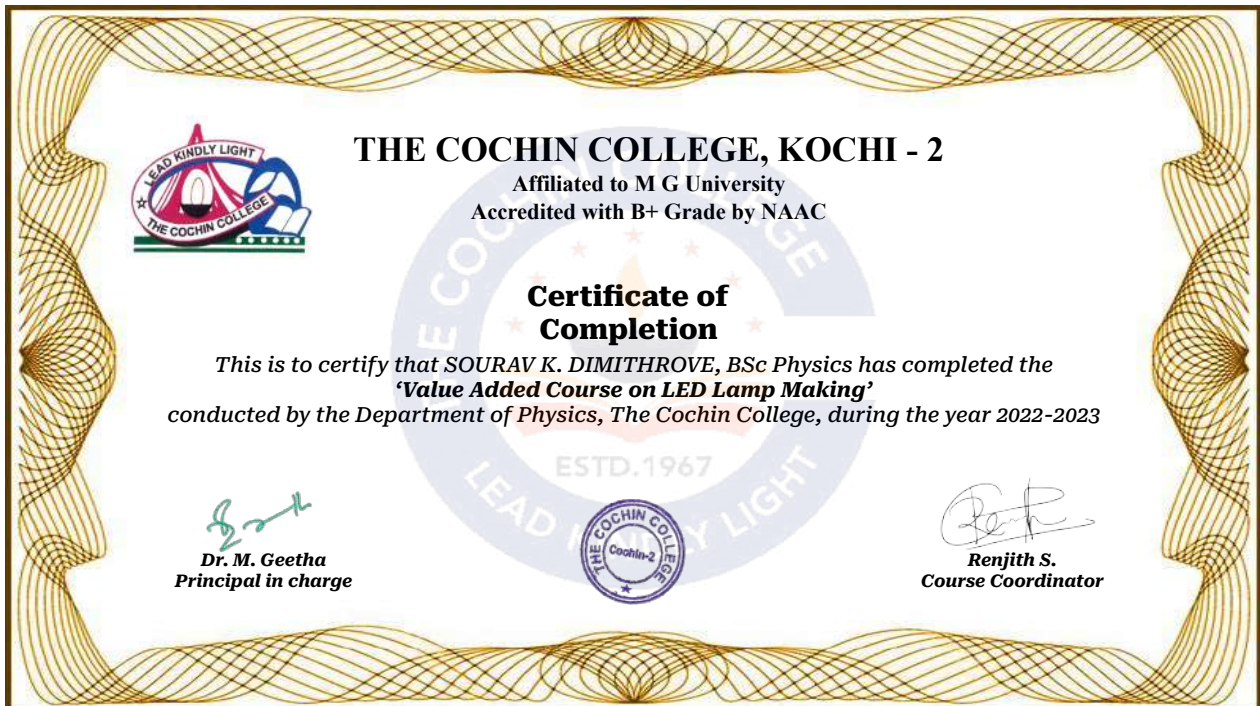 LEAD KINDLY LIGHT
THE COCHIN COLLEGE
THE COCHIN COLLEGE, KOCHI - 2
Affiliated to M G University
Accredited with B+ Grade by NAAC
THE COCHIN COLLEGE
Certificate of
Completion
This is to certify that SOURAV K. DIMITHROVE, BSc Physics has completed the
‘Value Added Course on LED Lamp Making’
conducted by the Department of Physics, The Cochin College, during the year 2022-2023
ESTD.1967
LEAD KINDLY LIGHT
THE COCHIN COLLEGE
Cochin-2
Dr. M. Geetha
Principal in charge
Renjith S.
Course Coordinator